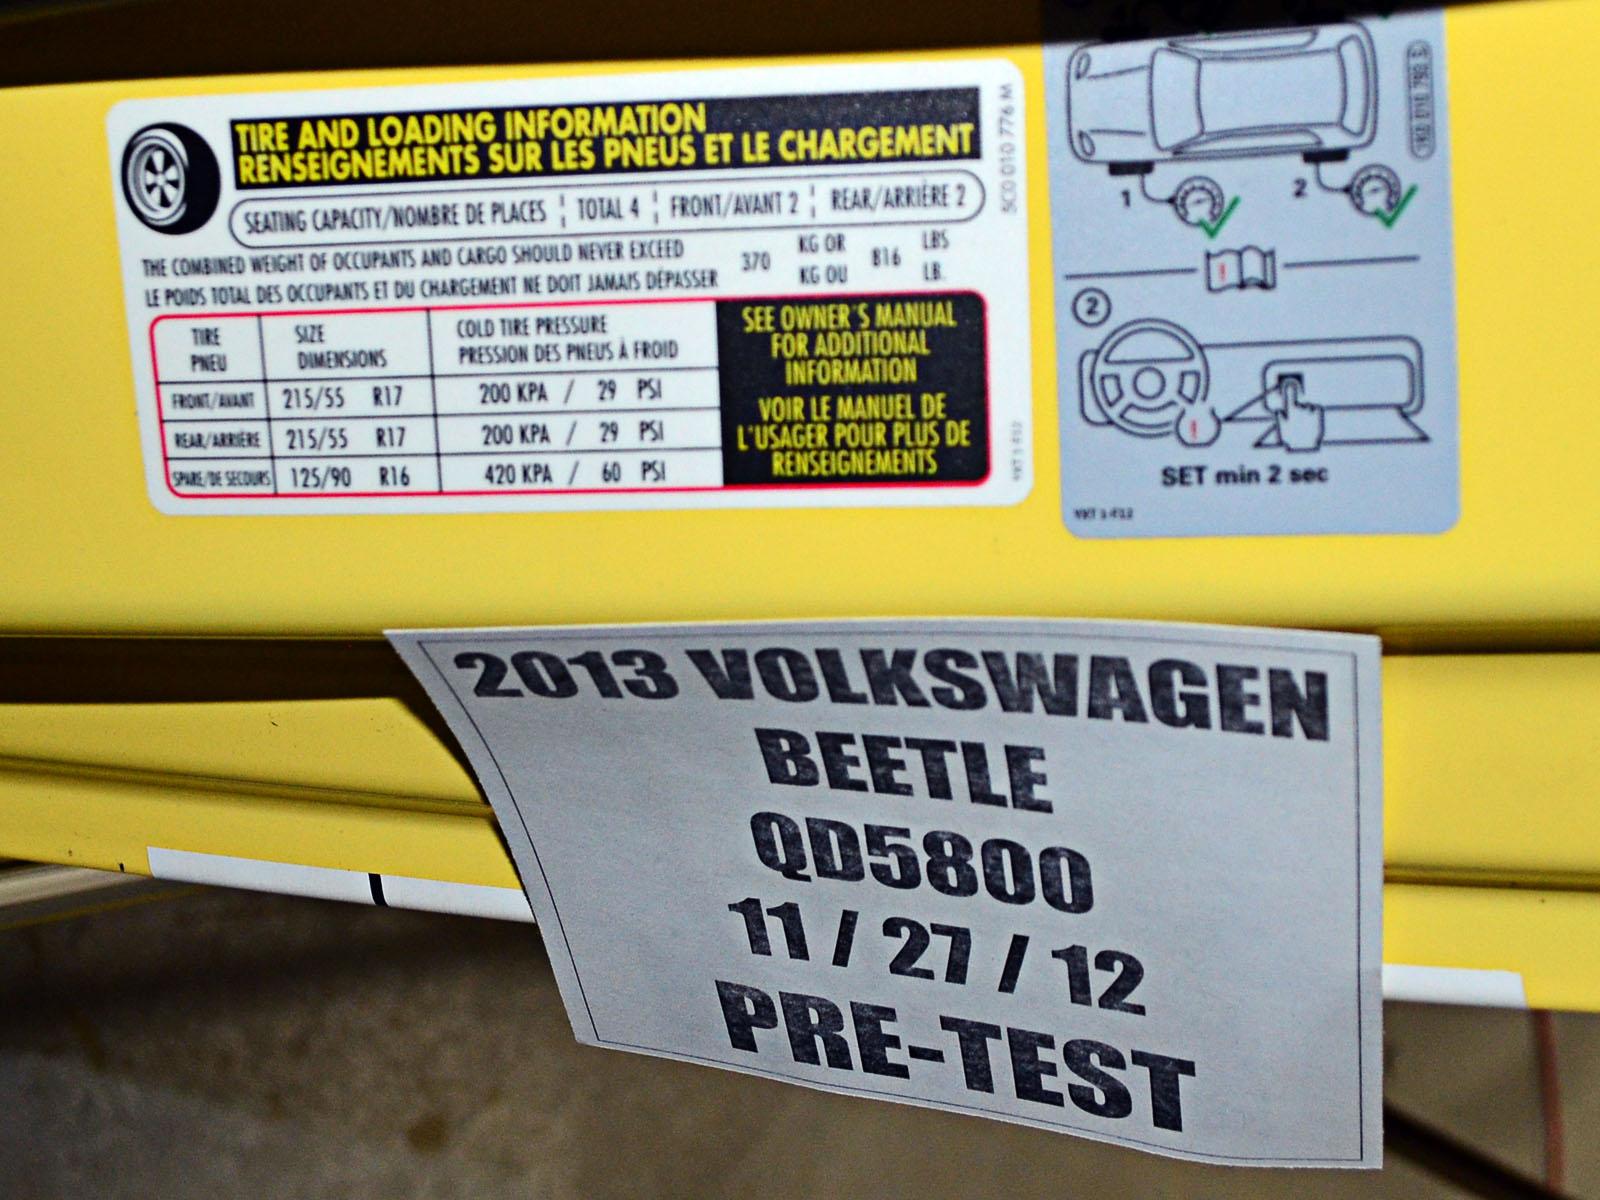 TIRE AND LOADING INFORMATION
RENSEIGNEMENTS SUR LES PNEUS ET LE CHARGEMENT
SEATING CAPACITY/NOMBRE DE PLACES ¦ TOTAL 4 ¦ FRONT/AVANT 2 ¦ REAR/ARRIÈRE 2
THE COMBINED WEIGHT OF OCCUPANTS AND CARGO SHOULD NEVER EXCEED 370 KG OR 816 LBS
LE POIDS TOTAL DES OCCUPANTS ET DU CHARGEMENT NE DOIT JAMAIS DÉPASSER KG OU LB.
TIRE SIZE COLD TIRE PRESSURE
PNEU DIMENSIONS PRESSION DES PNEUS À FROID
FRONT/AVANT 215/55 R17 200 KPA / 29 PSI
REAR/ARRIÈRE 215/55 R17 200 KPA / 29 PSI
SPARE/DE SECOURS 125/90 R16 420 KPA / 60 PSI
SEE OWNER'S MANUAL
FOR ADDITIONAL
INFORMATION
VOIR LE MANUEL DE
L'USAGER POUR PLUS DE
RENSEIGNEMENTS
5C0 010 776 M
1 2
2
SET min 2 sec
2013 VOLKSWAGEN
BEETLE
QD5800
11 / 27 / 12
PRE-TEST